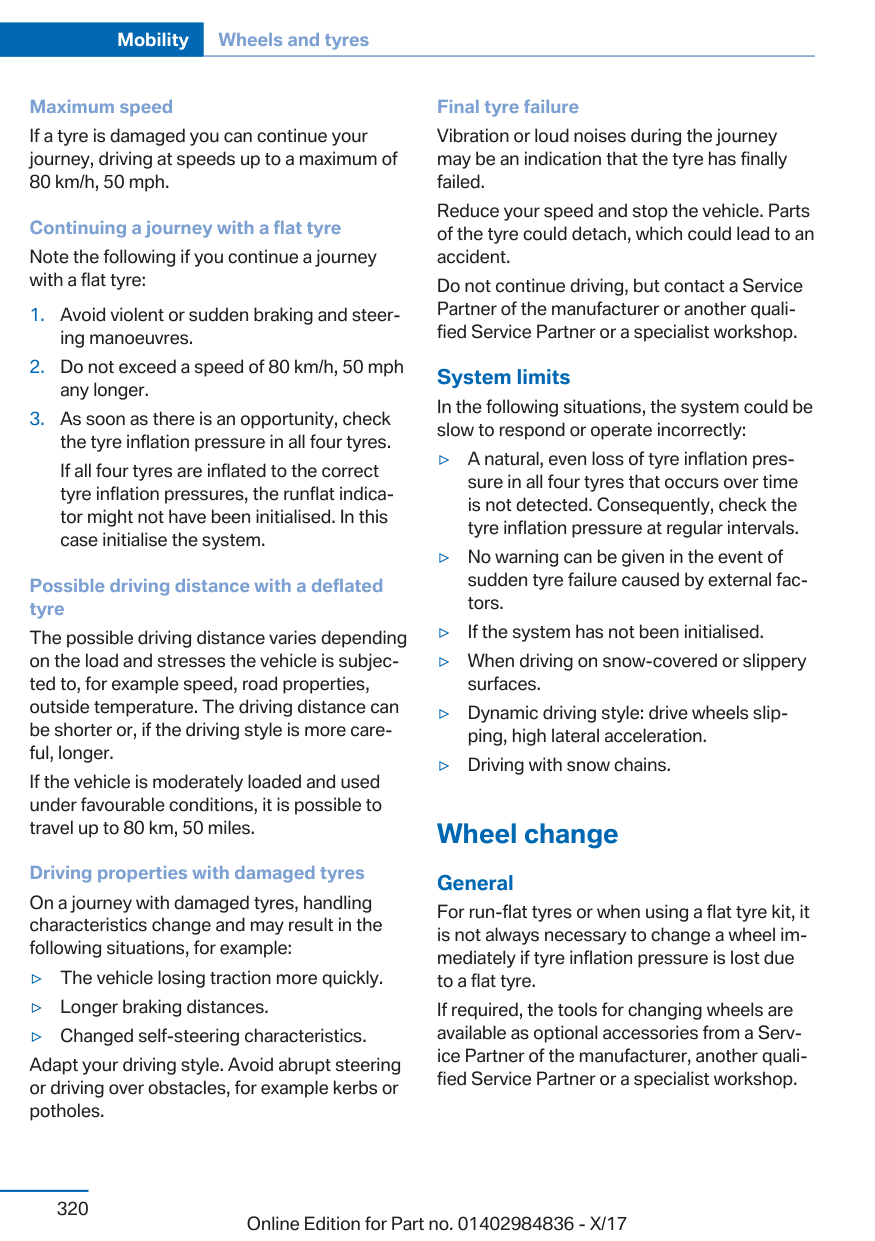 Mobility Wheels and tyres
Maximum speed
If a tyre is damaged you can continue your
journey, driving at speeds up to a maximum of
80 km/h, 50 mph.
Continuing a journey with a flat tyre
Note the following if you continue a journey
with a flat tyre:
1. Avoid violent or sudden braking and steer-
ing manoeuvres.
2. Do not exceed a speed of 80 km/h, 50 mph
any longer.
3. As soon as there is an opportunity, check
the tyre inflation pressure in all four tyres.
If all four tyres are inflated to the correct
tyre inflation pressures, the runflat indica-
tor might not have been initialised. In this
case initialise the system.
Possible driving distance with a deflated
tyre
The possible driving distance varies depending
on the load and stresses the vehicle is subjec-
ted to, for example speed, road properties,
outside temperature. The driving distance can
be shorter or, if the driving style is more care-
ful, longer.
If the vehicle is moderately loaded and used
under favourable conditions, it is possible to
travel up to 80 km, 50 miles.
Driving properties with damaged tyres
On a journey with damaged tyres, handling
characteristics change and may result in the
following situations, for example:
▷ The vehicle losing traction more quickly.
▷ Longer braking distances.
▷ Changed self-steering characteristics.
Adapt your driving style. Avoid abrupt steering
or driving over obstacles, for example kerbs or
potholes.
Final tyre failure
Vibration or loud noises during the journey
may be an indication that the tyre has finally
failed.
Reduce your speed and stop the vehicle. Parts
of the tyre could detach, which could lead to an
accident.
Do not continue driving, but contact a Service
Partner of the manufacturer or another quali-
fied Service Partner or a specialist workshop.
System limits
In the following situations, the system could be
slow to respond or operate incorrectly:
▷ A natural, even loss of tyre inflation pres-
sure in all four tyres that occurs over time
is not detected. Consequently, check the
tyre inflation pressure at regular intervals.
▷ No warning can be given in the event of
sudden tyre failure caused by external fac-
tors.
▷ If the system has not been initialised.
▷ When driving on snow-covered or slippery
surfaces.
▷ Dynamic driving style: drive wheels slip-
ping, high lateral acceleration.
▷ Driving with snow chains.
Wheel change
General
For run-flat tyres or when using a flat tyre kit, it
is not always necessary to change a wheel im-
mediately if tyre inflation pressure is lost due
to a flat tyre.
If required, the tools for changing wheels are
available as optional accessories from a Serv-
ice Partner of the manufacturer, another quali-
fied Service Partner or a specialist workshop.
320
Online Edition for Part no. 01402984836 - X/17